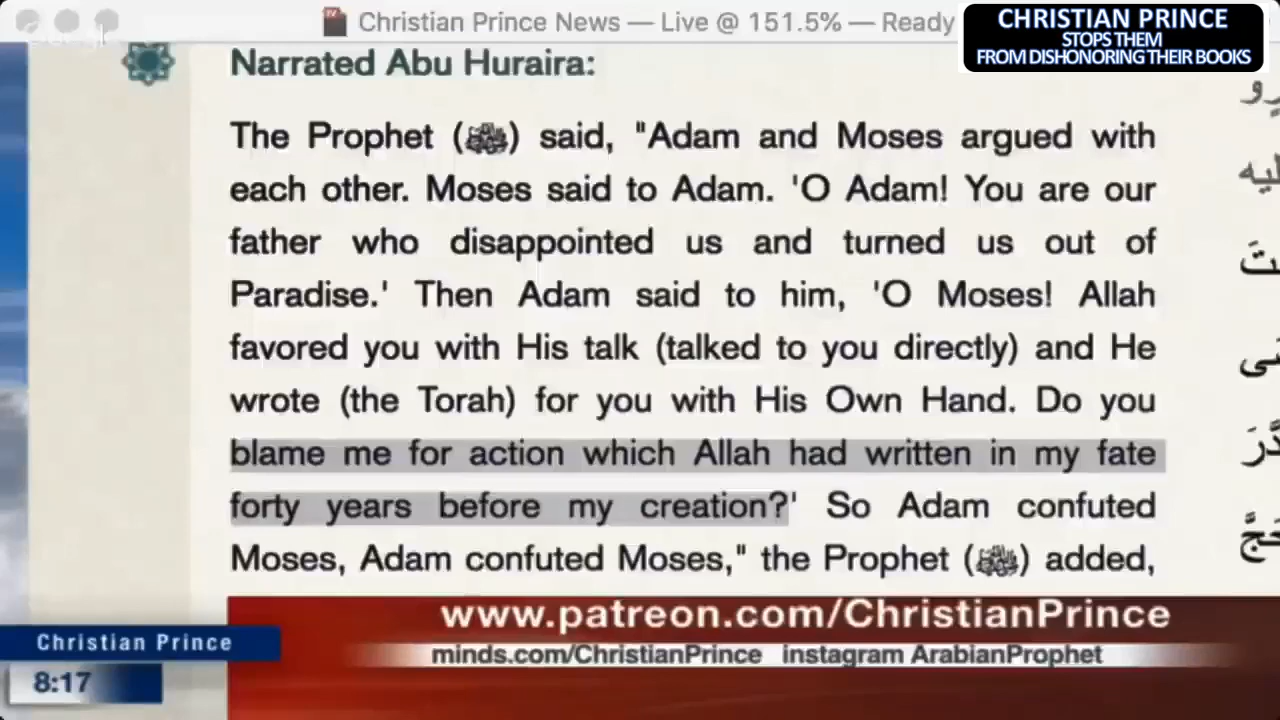 Christian Prince News — Live @ 151.5% — Ready
CHRISTIAN PRINCE
STOPS THEM
FROM DISHONORING THEIR BOOKS
Narrated Abu Huraira:
The Prophet (ﷺ) said, "Adam and Moses argued with
each other. Moses said to Adam. 'O Adam! You are our
father who disappointed us and turned us out of
Paradise.' Then Adam said to him, 'O Moses! Allah
favored you with His talk (talked to you directly) and He
wrote (the Torah) for you with His Own Hand. Do you
blame me for action which Allah had written in my fate
forty years before my creation?' So Adam confuted
Moses, Adam confuted Moses," the Prophet (ﷺ) added,
www.patreon.com/ChristianPrince
Christian Prince
minds.com/ChristianPrince instagram ArabianProphet
8:17